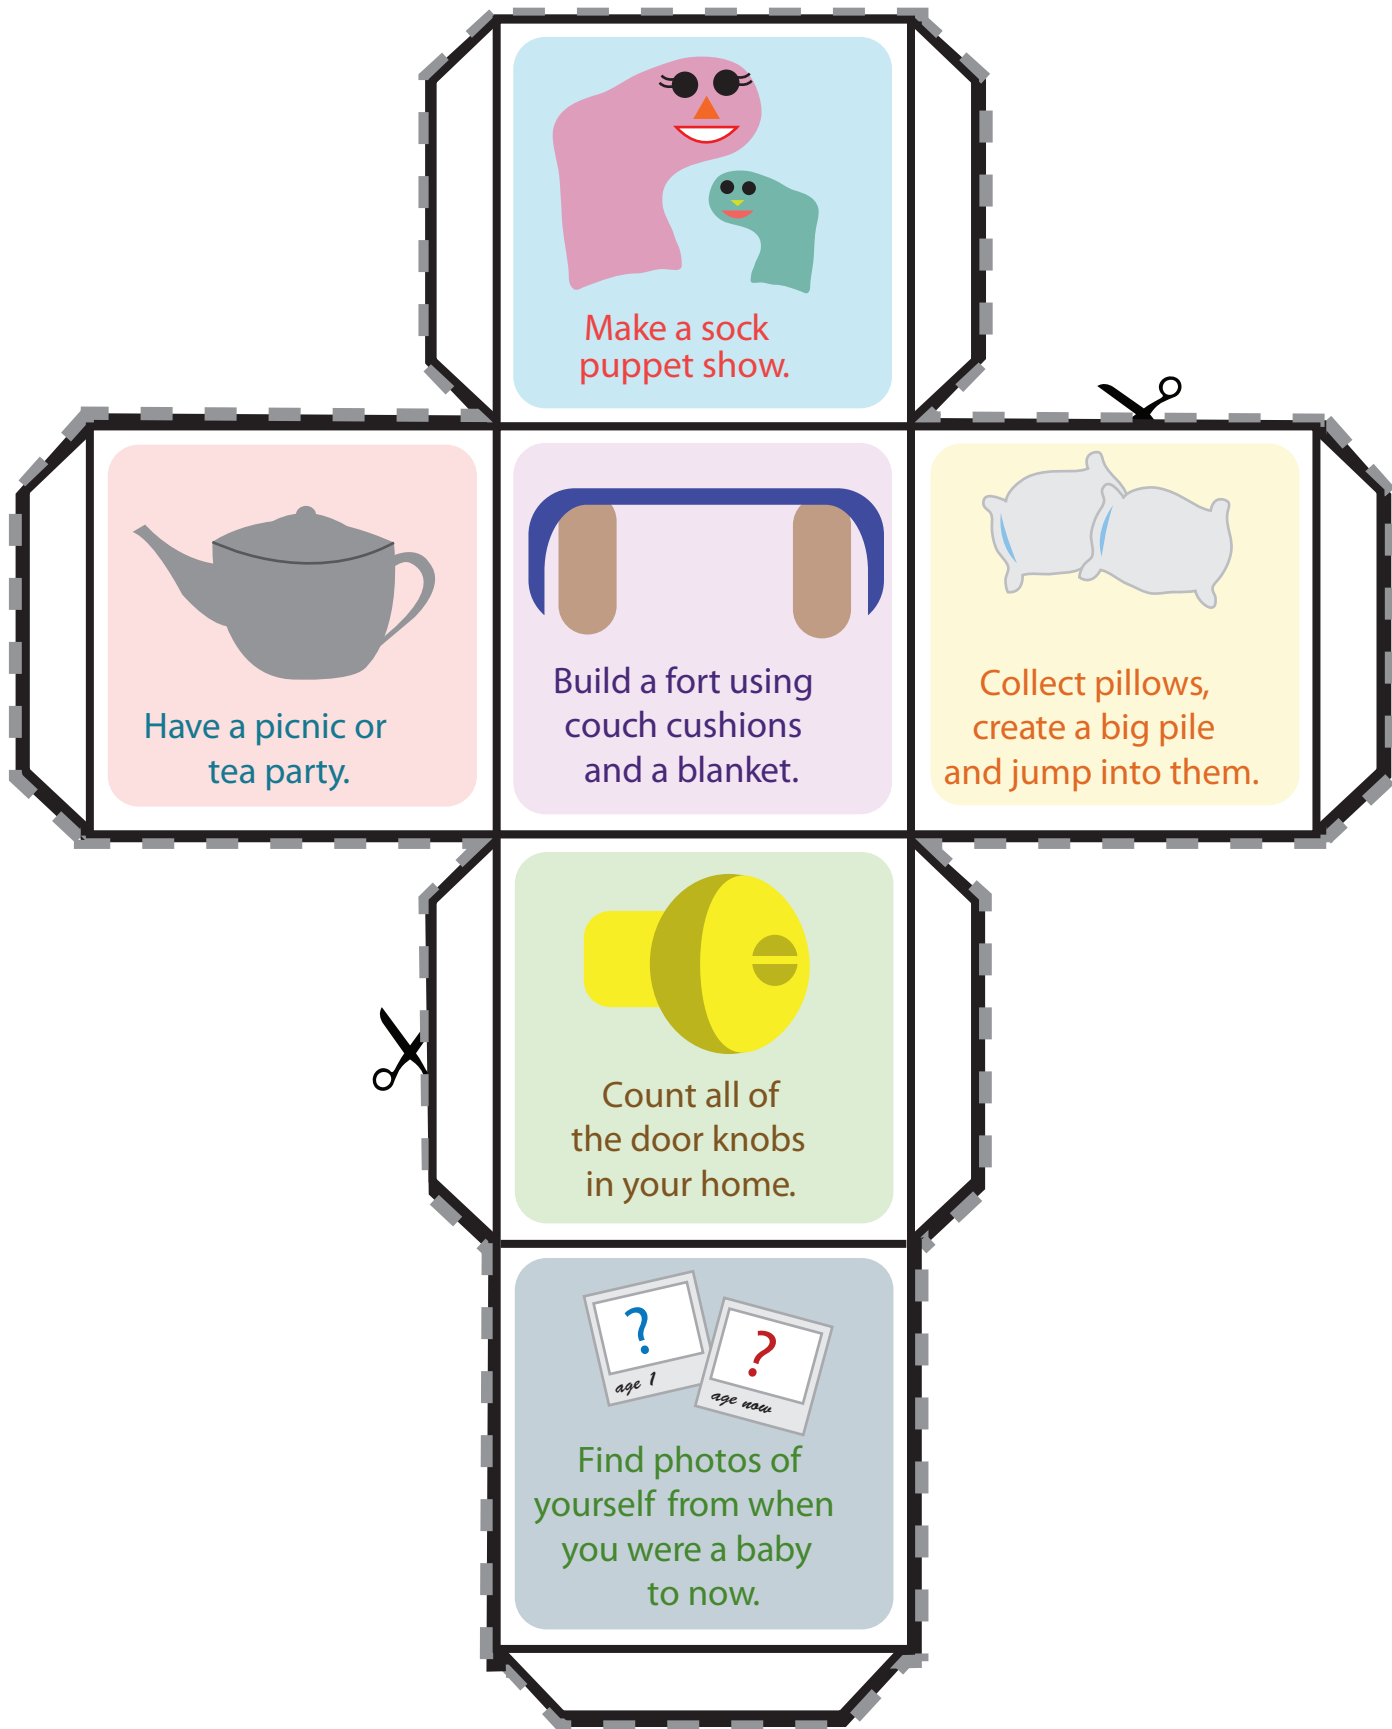 Make a sock
puppet show.
Have a picnic or
tea party.
Build a fort using
couch cushions
and a blanket.
Collect pillows,
create a big pile
and jump into them.
Count all of
the door knobs
in your home.
?
age 1
?
age now
Find photos of
yourself from when
you were a baby
to now.